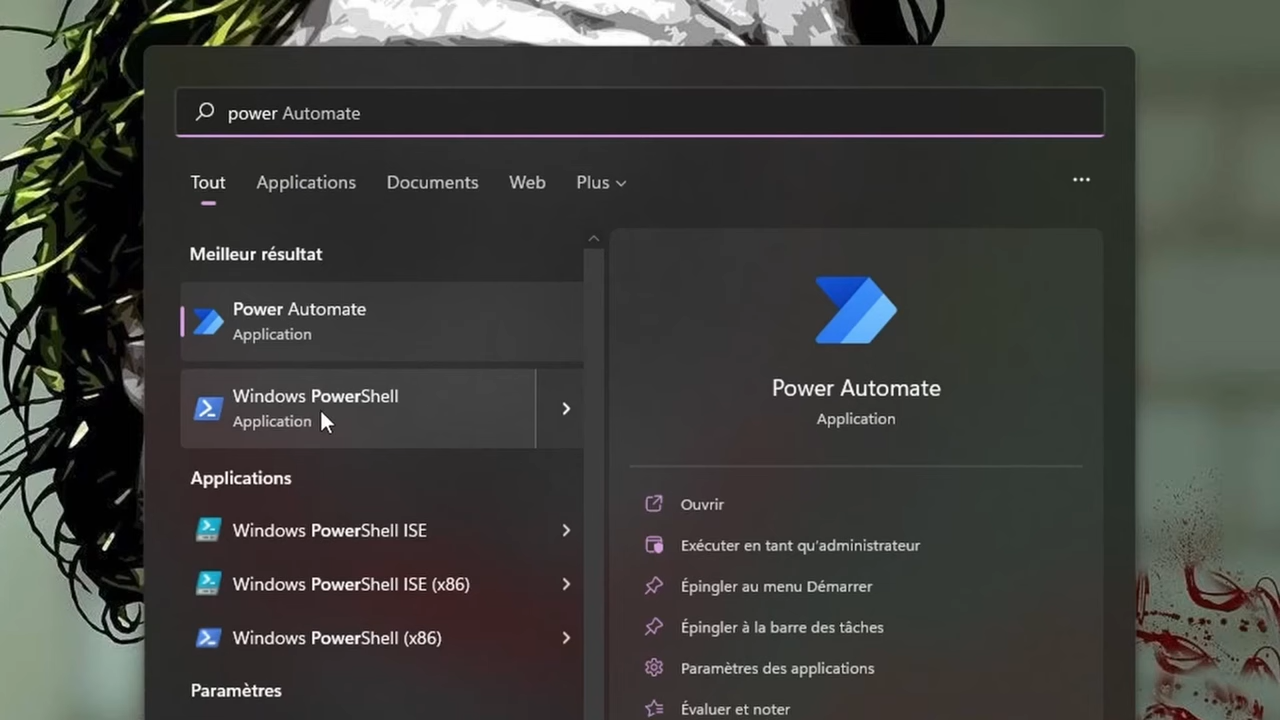 power Automate
Tout Applications Documents Web Plus
Meilleur résultat
Power Automate
Application
Windows PowerShell
Application
Applications
Windows PowerShell ISE
Windows PowerShell ISE (x86)
Windows PowerShell (x86)
Paramètres
Power Automate
Application
Ouvrir
Exécuter en tant qu'administrateur
Épingler au menu Démarrer
Épingler à la barre des tâches
Paramètres des applications
Évaluer et noter